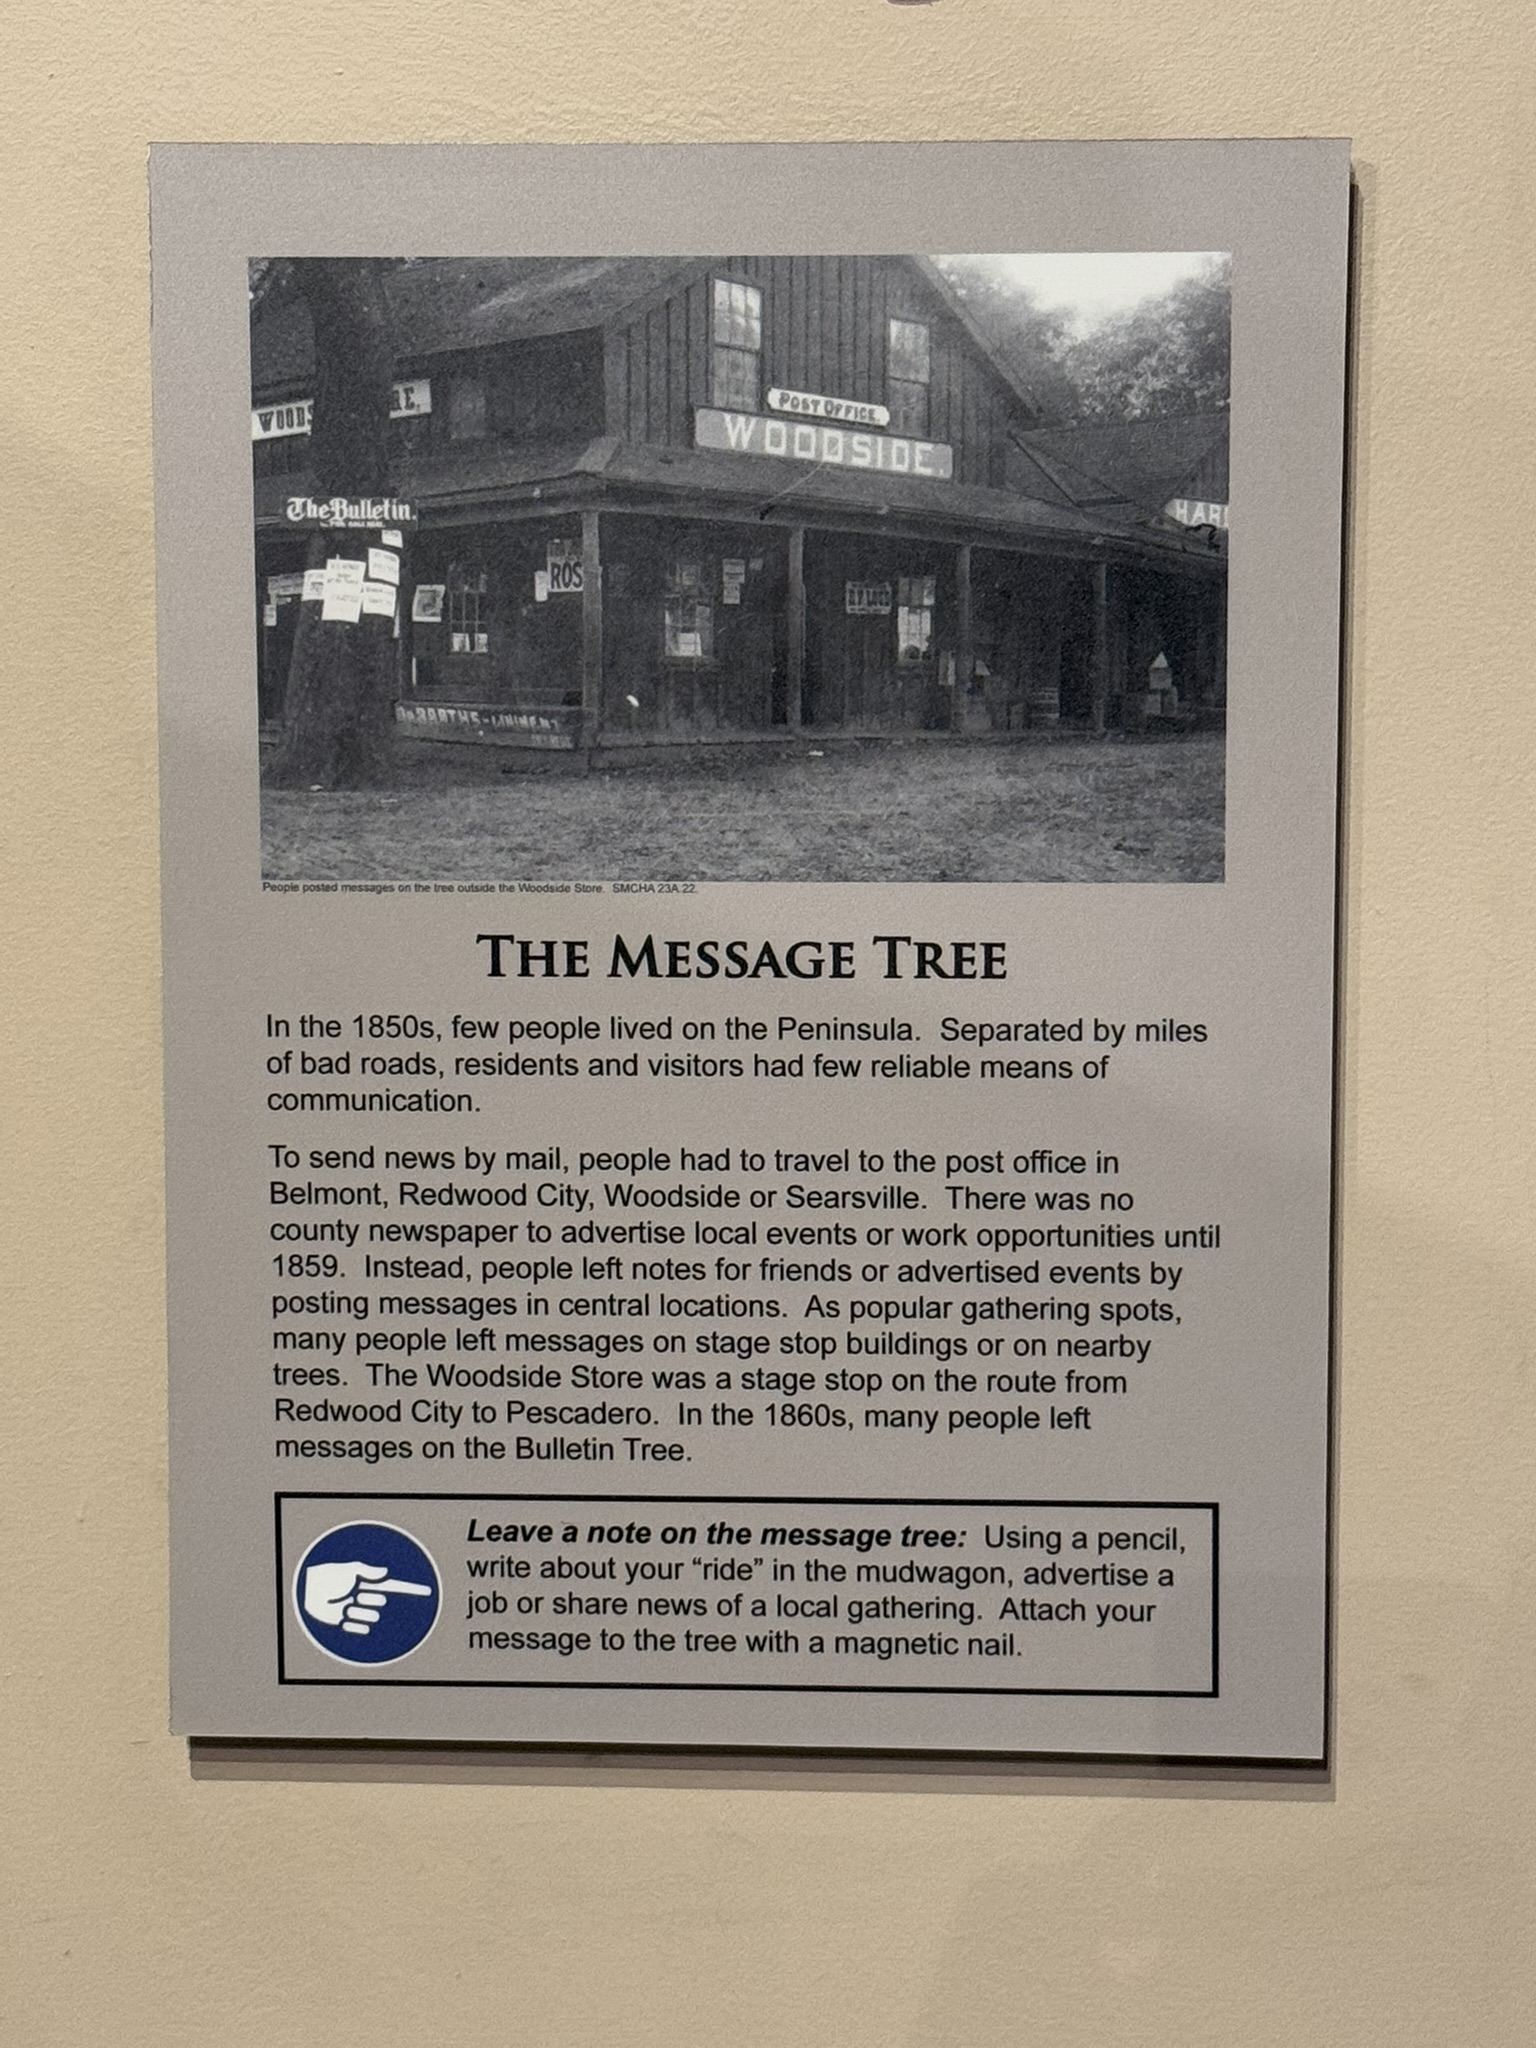 WOODS
RE.
POST OFFICE.
WOODSIDE.
HARI
The Bulletin.
ROS
People posted messages on the tree outside the Woodside Store. SMCHA 23A 22.
THE MESSAGE TREE
In the 1850s, few people lived on the Peninsula. Separated by miles
of bad roads, residents and visitors had few reliable means of
communication.
To send news by mail, people had to travel to the post office in
Belmont, Redwood City, Woodside or Searsville. There was no
county newspaper to advertise local events or work opportunities until
1859. Instead, people left notes for friends or advertised events by
posting messages in central locations. As popular gathering spots,
many people left messages on stage stop buildings or on nearby
trees. The Woodside Store was a stage stop on the route from
Redwood City to Pescadero. In the 1860s, many people left
messages on the Bulletin Tree.
Leave a note on the message tree: Using a pencil,
write about your “ride” in the mudwagon, advertise a
job or share news of a local gathering. Attach your
message to the tree with a magnetic nail.